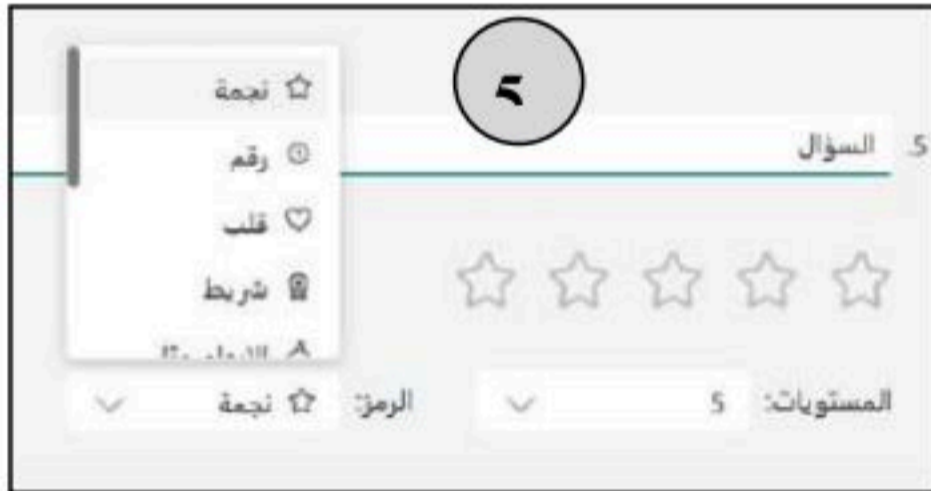 ٥
5. السؤال
نجمة
رقم
قلب
شريط
المستويات: 5
الرمز: نجمة